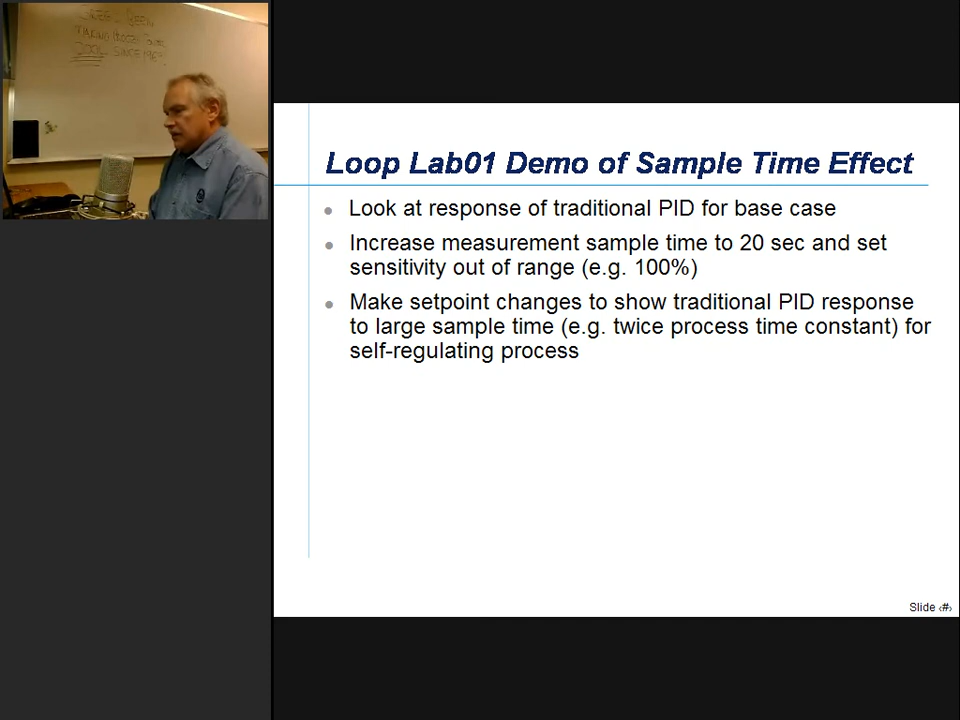 SINCE
Loop Lab01 Demo of Sample Time Effect
Look at response of traditional PID for base case
Increase measurement sample time to 20 sec and set
sensitivity out of range (e.g. 100%)
Make setpoint changes to show traditional PID response
to large sample time (e.g. twice process time constant) for
self-regulating process
Slide ‹#›